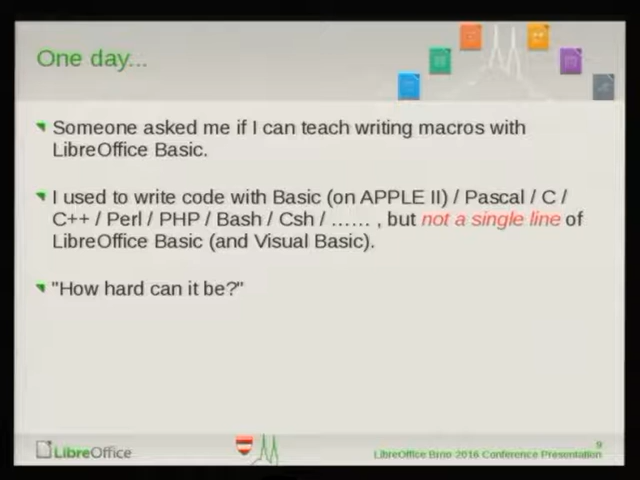 One day...
Someone asked me if I can teach writing macros with
LibreOffice Basic.
I used to write code with Basic (on APPLE II) / Pascal / C /
C++ / Perl / PHP / Bash / Csh / …… , but not a single line of
LibreOffice Basic (and Visual Basic).
"How hard can it be?"
LibreOffice
9
LibreOffice Brno 2016 Conference Presentation